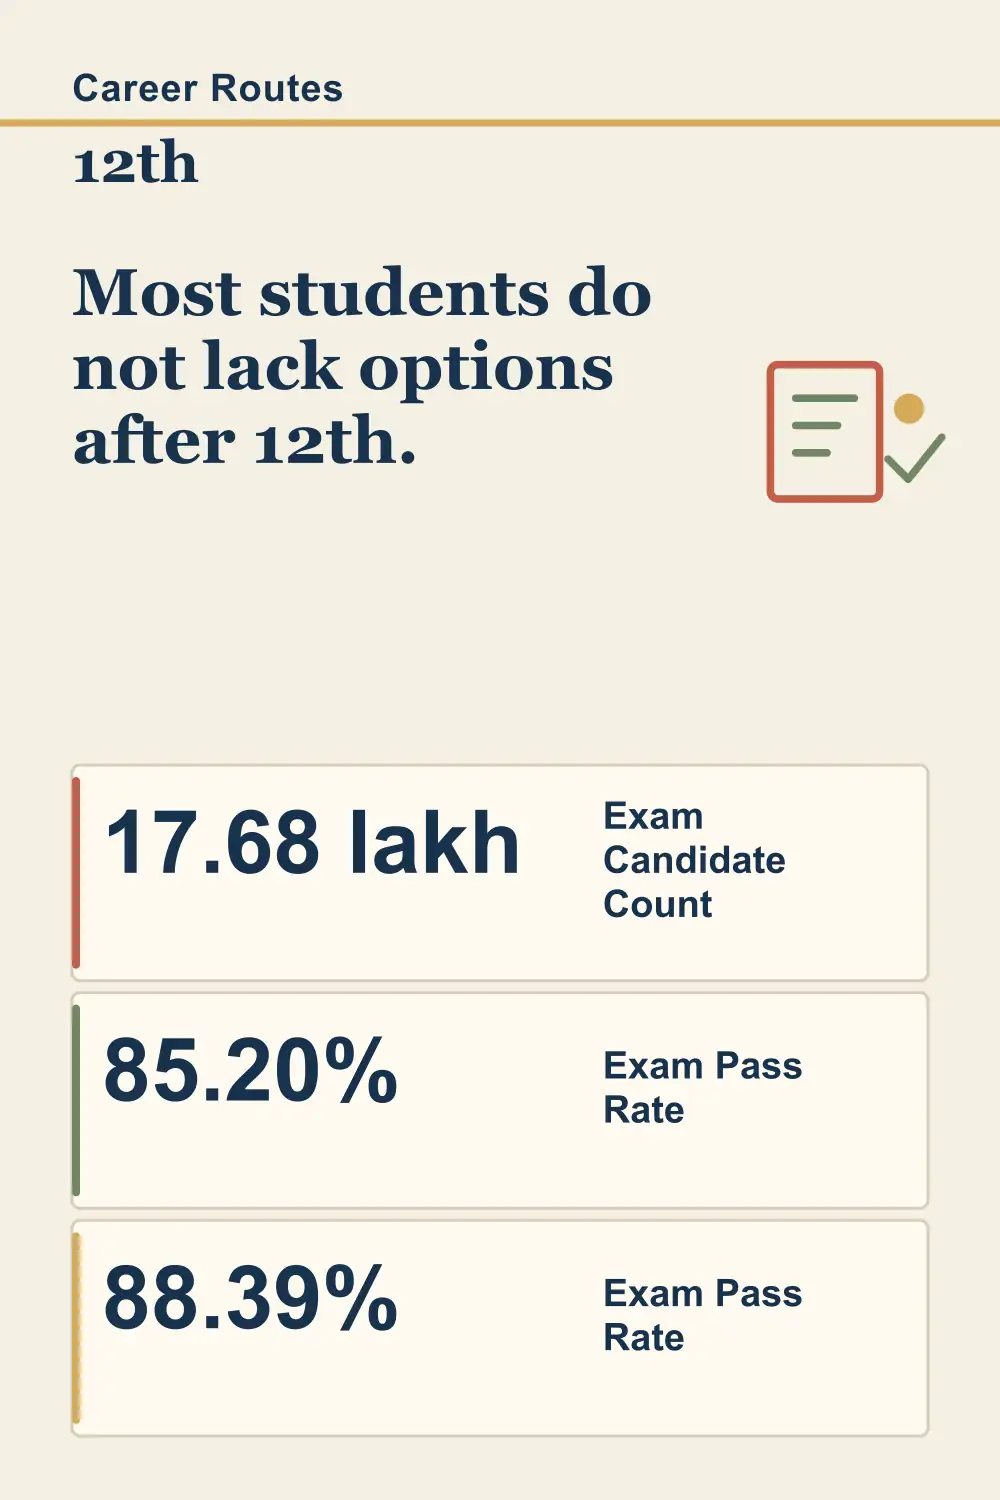 Career Routes
12th
Most students do
not lack options
after 12th.
17.68 lakh
Exam
Candidate
Count
85.20%
Exam Pass
Rate
88.39%
Exam Pass
Rate